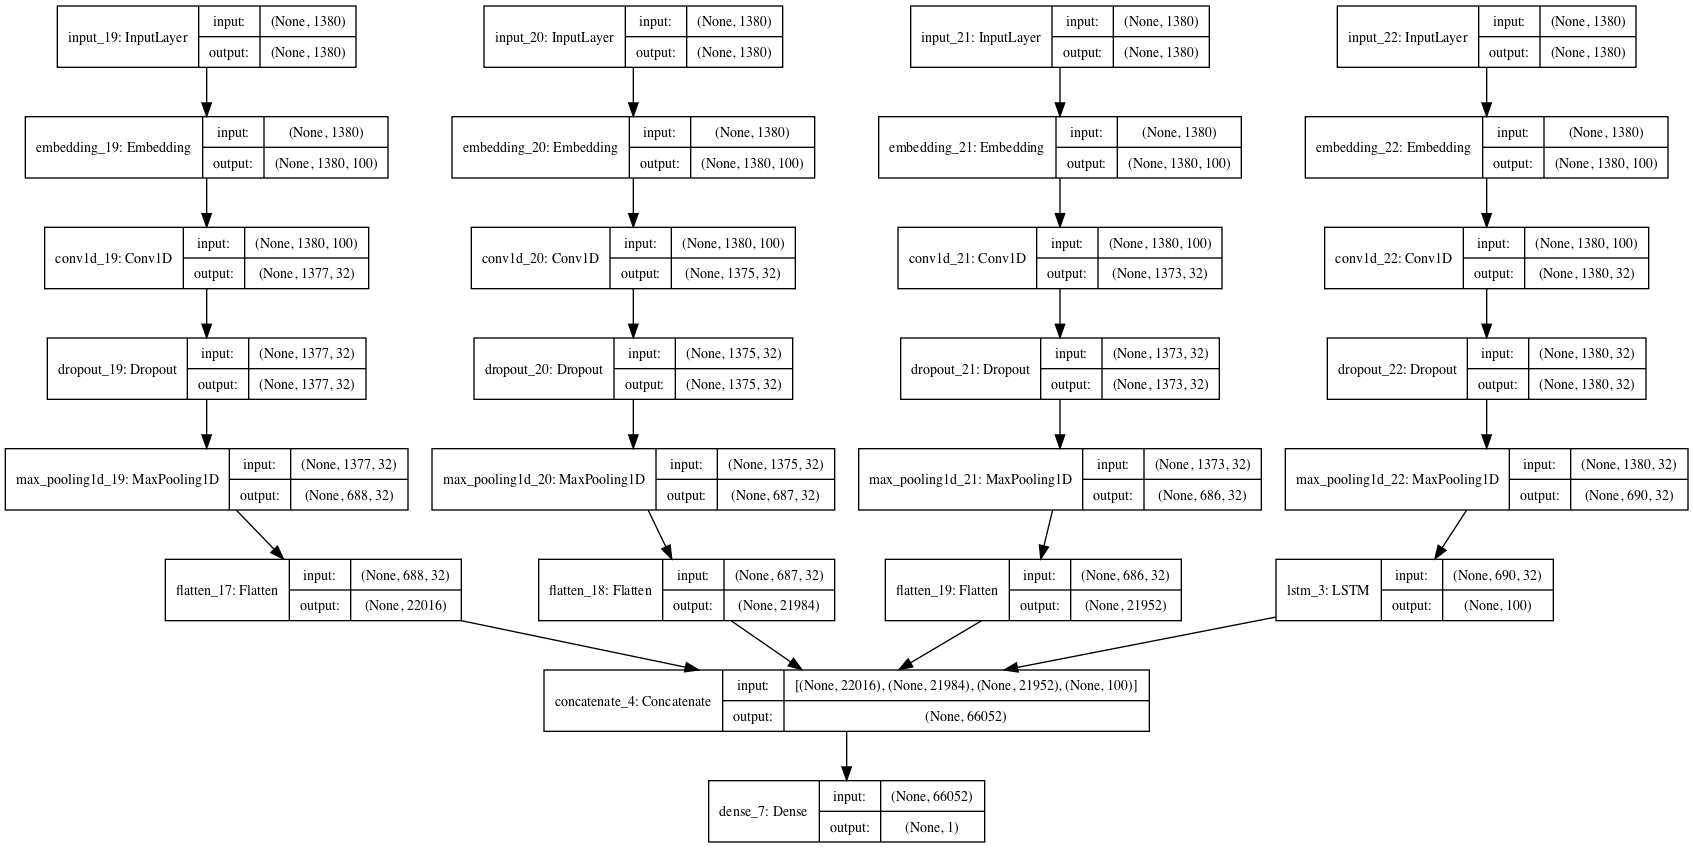 input_19: InputLayer
input:
(None, 1380)
output:
(None, 1380)
input_20: InputLayer
input:
(None, 1380)
output:
(None, 1380)
input_21: InputLayer
input:
(None, 1380)
output:
(None, 1380)
input_22: InputLayer
input:
(None, 1380)
output:
(None, 1380)
embedding_19: Embedding
input:
(None, 1380)
output:
(None, 1380, 100)
embedding_20: Embedding
input:
(None, 1380)
output:
(None, 1380, 100)
embedding_21: Embedding
input:
(None, 1380)
output:
(None, 1380, 100)
embedding_22: Embedding
input:
(None, 1380)
output:
(None, 1380, 100)
conv1d_19: Conv1D
input:
(None, 1380, 100)
output:
(None, 1377, 32)
conv1d_20: Conv1D
input:
(None, 1380, 100)
output:
(None, 1375, 32)
conv1d_21: Conv1D
input:
(None, 1380, 100)
output:
(None, 1373, 32)
conv1d_22: Conv1D
input:
(None, 1380, 100)
output:
(None, 1380, 32)
dropout_19: Dropout
input:
(None, 1377, 32)
output:
(None, 1377, 32)
dropout_20: Dropout
input:
(None, 1375, 32)
output:
(None, 1375, 32)
dropout_21: Dropout
input:
(None, 1373, 32)
output:
(None, 1373, 32)
dropout_22: Dropout
input:
(None, 1380, 32)
output:
(None, 1380, 32)
max_pooling1d_19: MaxPooling1D
input:
(None, 1377, 32)
output:
(None, 688, 32)
max_pooling1d_20: MaxPooling1D
input:
(None, 1375, 32)
output:
(None, 687, 32)
max_pooling1d_21: MaxPooling1D
input:
(None, 1373, 32)
output:
(None, 686, 32)
max_pooling1d_22: MaxPooling1D
input:
(None, 1380, 32)
output:
(None, 690, 32)
flatten_17: Flatten
input:
(None, 688, 32)
output:
(None, 22016)
flatten_18: Flatten
input:
(None, 687, 32)
output:
(None, 21984)
flatten_19: Flatten
input:
(None, 686, 32)
output:
(None, 21952)
lstm_3: LSTM
input:
(None, 690, 32)
output:
(None, 100)
concatenate_4: Concatenate
input:
[(None, 22016), (None, 21984), (None, 21952), (None, 100)]
output:
(None, 66052)
dense_7: Dense
input:
(None, 66052)
output:
(None, 1)